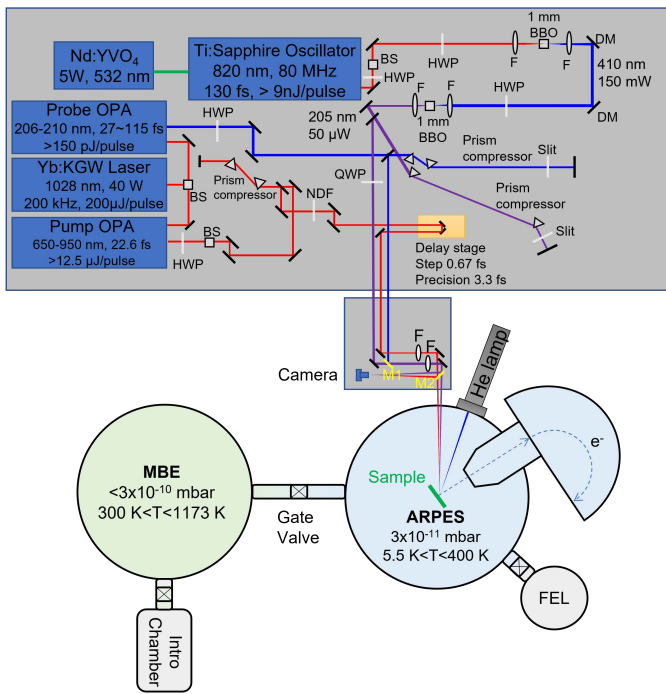 Nd:YVO4
5W, 532 nm
Ti:Sapphire Oscillator
820 nm, 80 MHz
130 fs, > 9nJ/pulse
BS
HWP
HWP
F
1 mm
BBO
F
DM
410 nm
150 mW
DM
HWP
F
1 mm
BBO
F
205 nm
50 µW
Probe OPA
206-210 nm, 27~115 fs
>150 pJ/pulse
HWP
Yb:KGW Laser
1028 nm, 40 W
200 kHz, 200µJ/pulse
BS
Pump OPA
650-950 nm, 22.6 fs
>12.5 µJ/pulse
HWP
BS
Prism
compressor
NDF
QWP
Prism
compressor
Slit
Prism
compressor
Slit
Delay stage
Step 0.67 fs
Precision 3.3 fs
Camera
F
F
M1
M2
He lamp
e-
MBE
<3x10-10 mbar
300 K<T<1173 K
Gate
Valve
Sample
ARPES
3x10-11 mbar
5.5 K<T<400 K
FEL
Intro
Chamber